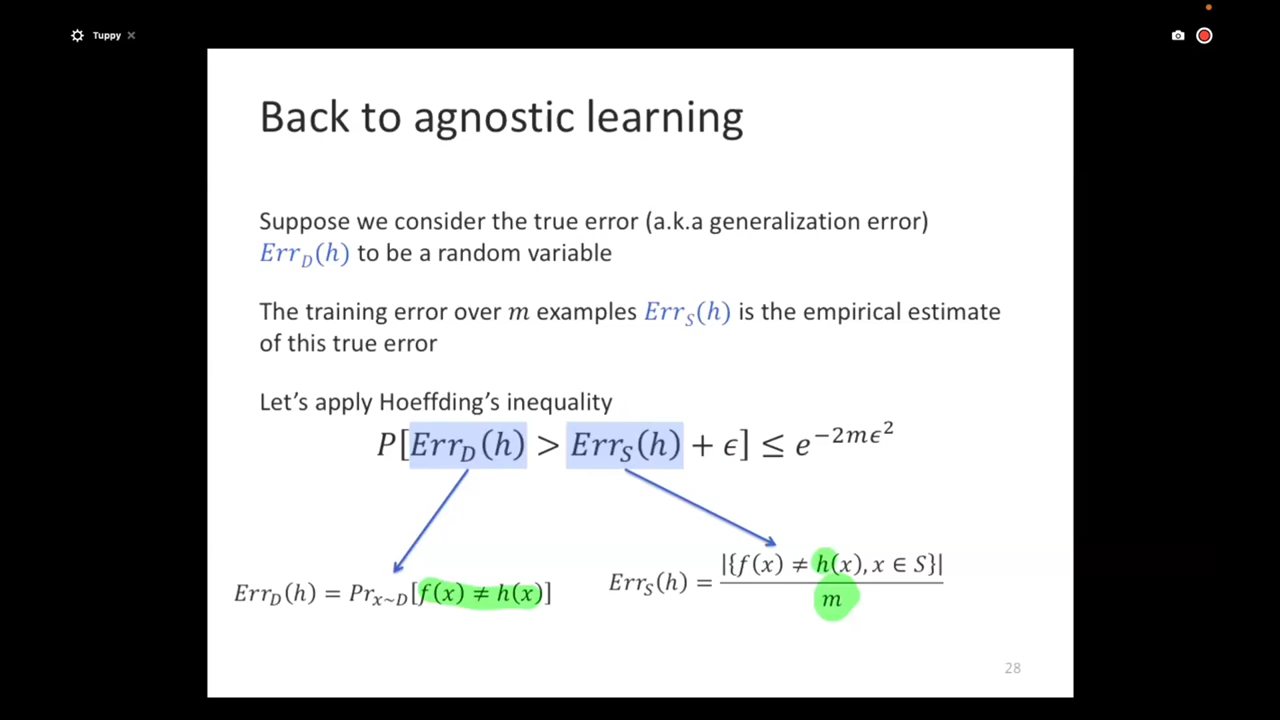 Tuppy
Back to agnostic learning
Suppose we consider the true error (a.k.a generalization error)
Err_D(h) to be a random variable
The training error over m examples Err_S(h) is the empirical estimate
of this true error
Let's apply Hoeffding's inequality
P[Err_D(h) > Err_S(h) + ϵ] ≤ e^{−2mϵ^2}
Err_D(h) = Pr_{x~D}[f(x) ≠ h(x)]
Err_S(h) = |{f(x) ≠ h(x), x ∈ S}| / m
28